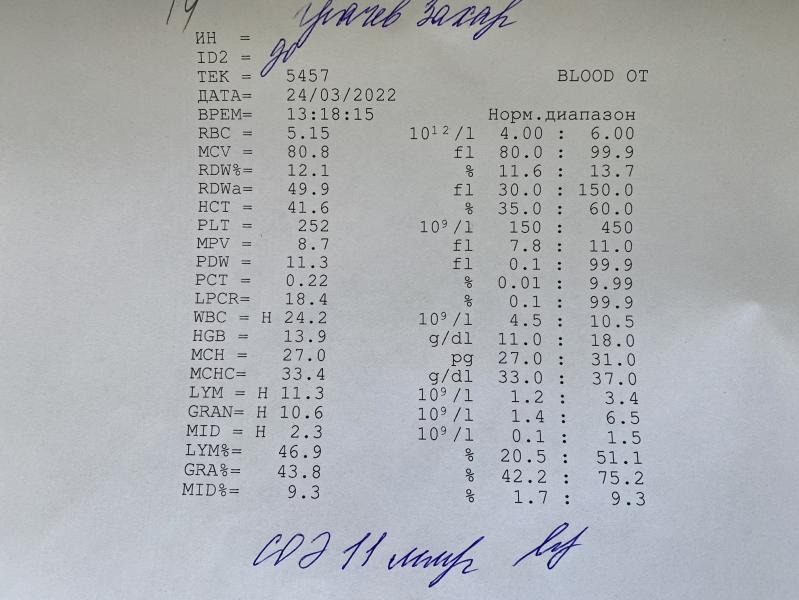 19 Захар
ИН =
ID2 = до
ТЕК = 5457 BLOOD OT
ДАТА= 24/03/2022
ВРЕМ= 13:18:15 Норм.диапазон
RBC = 5.15 10¹²/l 4.00 : 6.00
MCV = 80.8 fl 80.0 : 99.9
RDW%= 12.1 % 11.6 : 13.7
RDWa= 49.9 fl 30.0 : 150.0
HCT = 41.6 % 35.0 : 60.0
PLT = 252 10⁹/l 150 : 450
MPV = 8.7 fl 7.8 : 11.0
PDW = 11.3 fl 0.1 : 99.9
PCT = 0.22 % 0.01 : 9.99
LPCR= 18.4 % 0.1 : 99.9
WBC = H 24.2 10⁹/l 4.5 : 10.5
HGB = 13.9 g/dl 11.0 : 18.0
MCH = 27.0 pg 27.0 : 31.0
MCHC= 33.4 g/dl 33.0 : 37.0
LYM = H 11.3 10⁹/l 1.2 : 3.4
GRAN= H 10.6 10⁹/l 1.4 : 6.5
MID = H 2.3 10⁹/l 0.1 : 1.5
LYM%= 46.9 % 20.5 : 51.1
GRA%= 43.8 % 42.2 : 75.2
MID%= 9.3 % 1.7 : 9.3
СОЭ 11 мм/ч